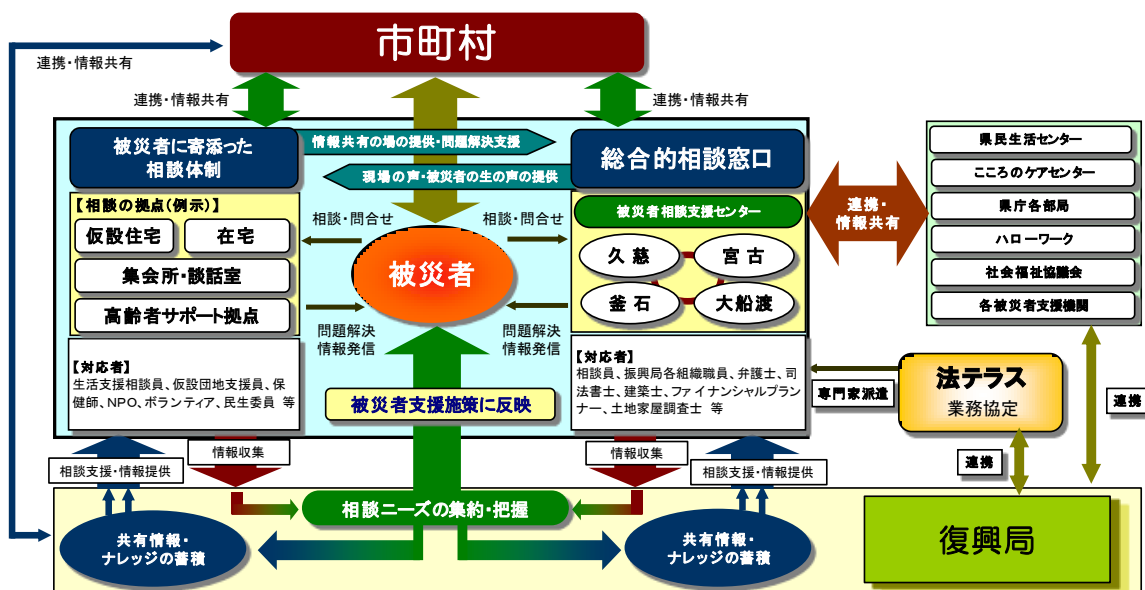 市町村
連携・情報共有
連携・情報共有
連携・情報共有
被災者に寄添った
相談体制
情報共有の場の提供・問題解決支援
現場の声・被災者の生の声の提供
総合的相談窓口
【相談の拠点(例示)】
仮設住宅
在宅
集会所・談話室
高齢者サポート拠点
相談・問合せ
相談・問合せ
被災者
問題解決
情報発信
問題解決
情報発信
被災者相談支援センター
久慈
宮古
釜石
大船渡
連携・
情報共有
県民生活センター
こころのケアセンター
県庁各部局
ハローワーク
社会福祉協議会
各被災者支援機関
【対応者】
生活支援相談員、仮設団地支援員、保
健師、NPO、ボランティア、民生委員 等
被災者支援施策に反映
【対応者】
相談員、振興局各組織職員、弁護士、司
法書士、建築士、ファイナンシャルプラン
ナー、土地家屋調査士 等
専門家派遣
法テラス
業務協定
連携
連携
相談支援・情報提供
情報収集
情報収集
相談支援・情報提供
相談ニーズの集約・把握
共有情報・
ナレッジの蓄積
共有情報・
ナレッジの蓄積
復興局